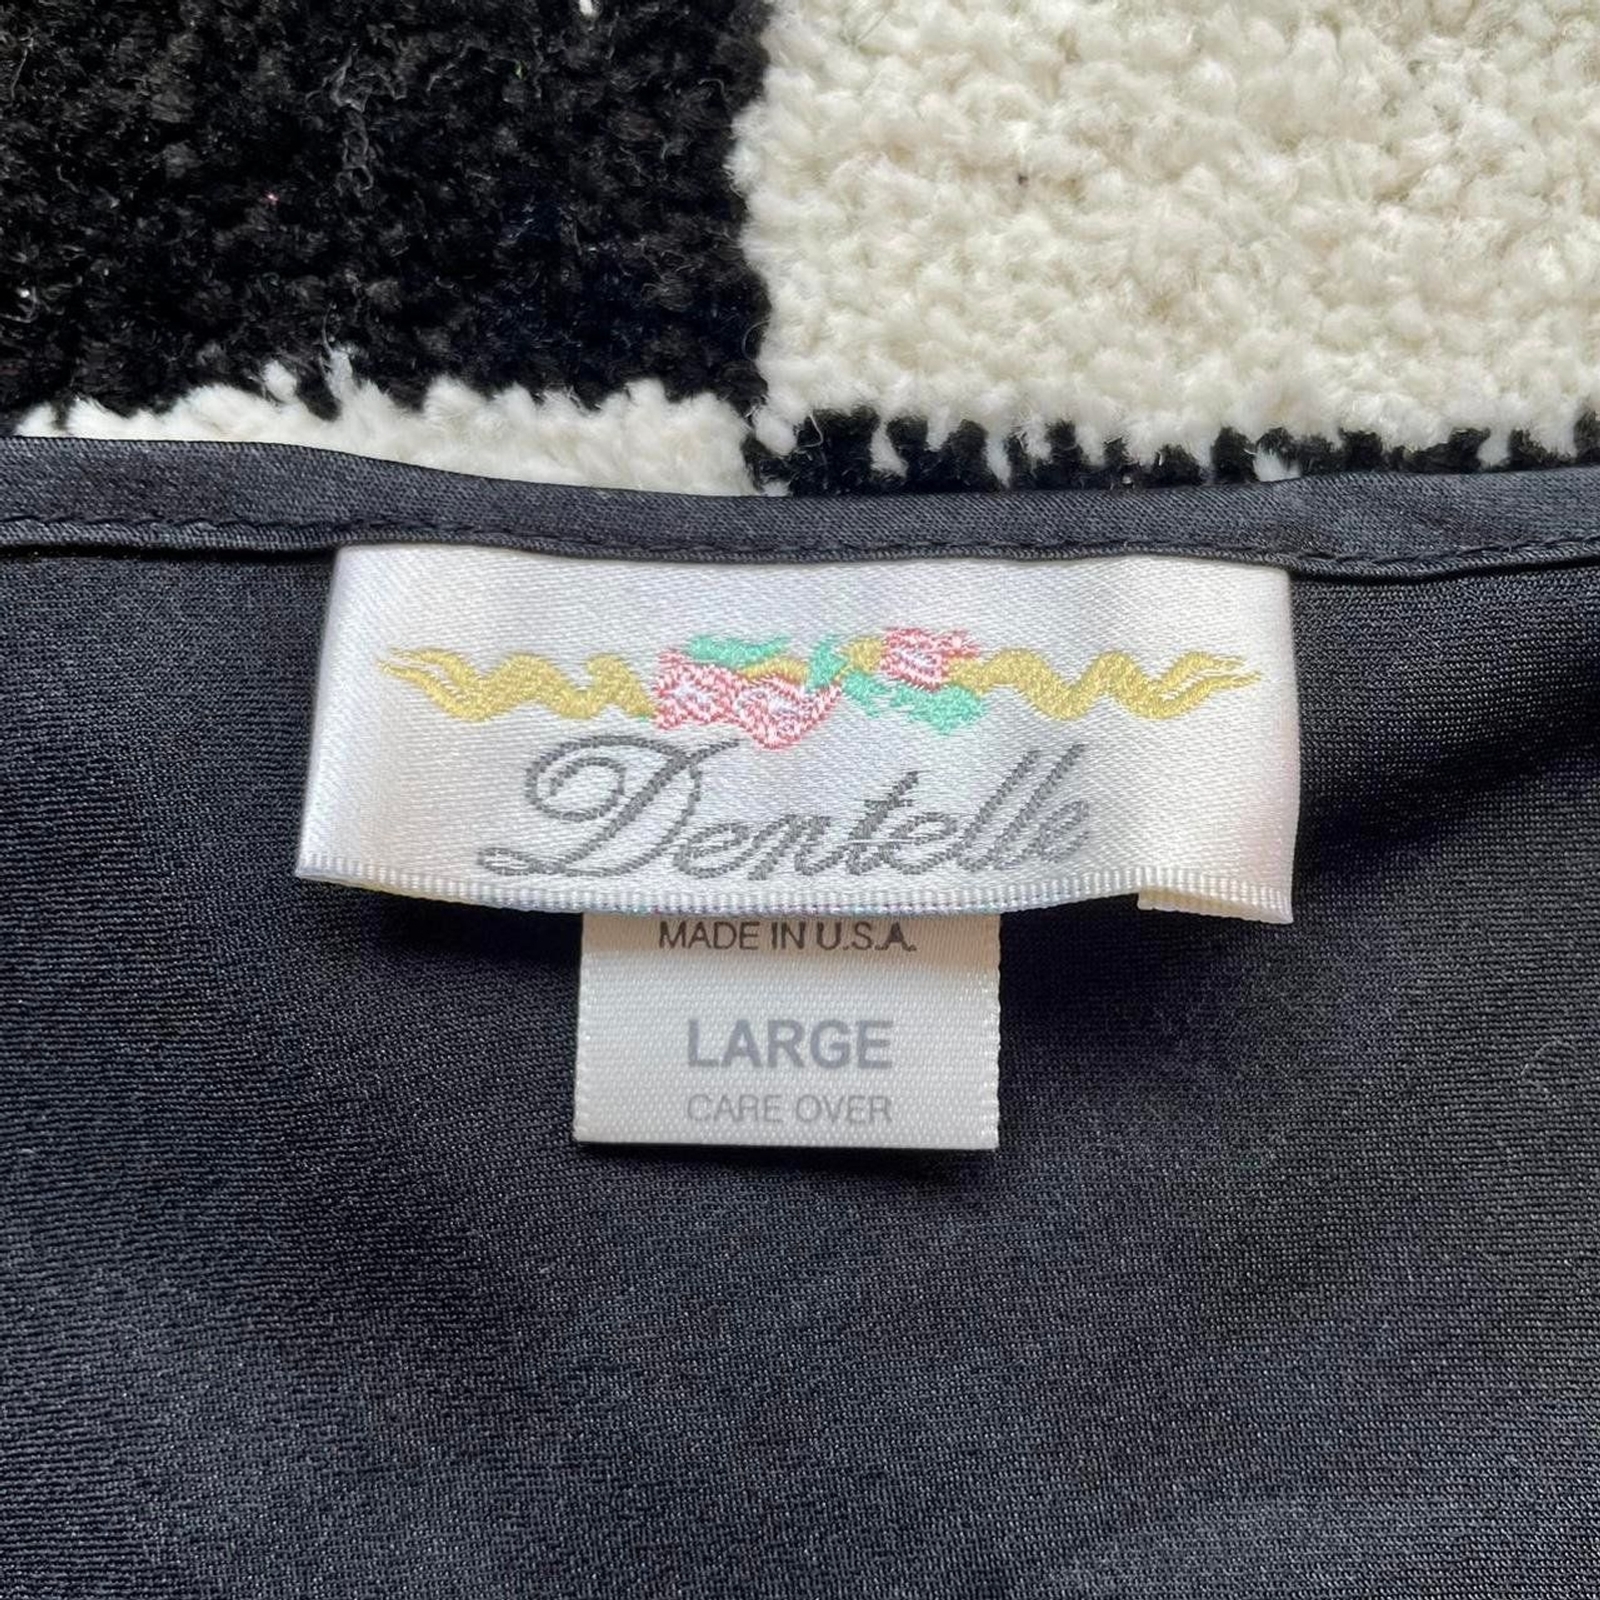 Dentelle
MADE IN U.S.A.
LARGE
CARE OVER